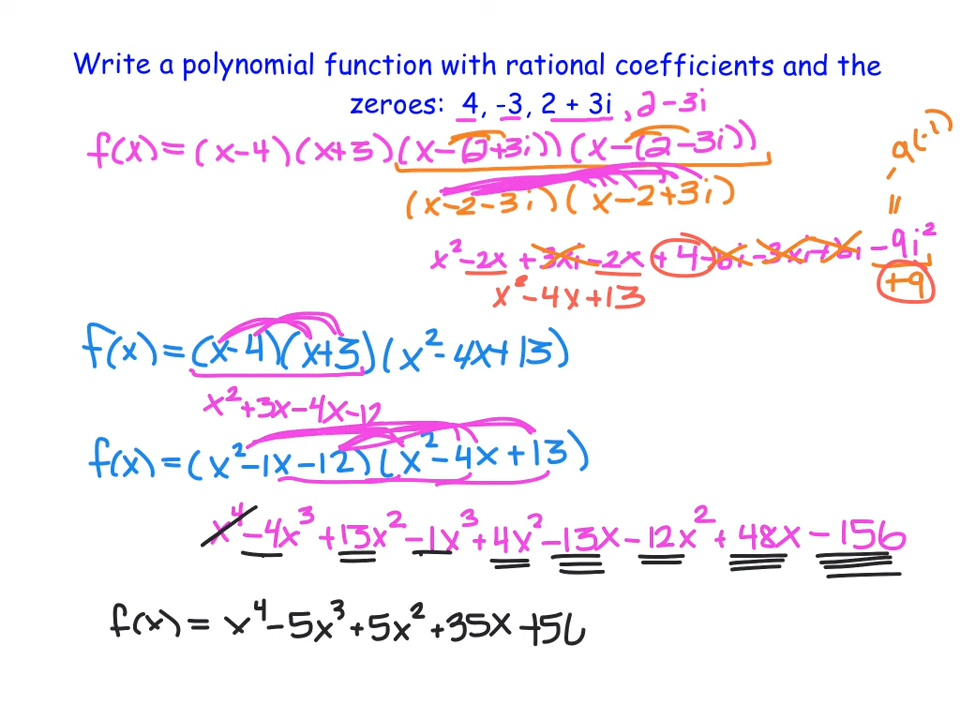 Write a polynomial function with rational coefficients and the
zeroes: 4, -3, 2 + 3i, 2-3i
f(x) = (x-4)(x+3)(x-(2+3i))(x-(2-3i))
9(-1)
(x-2-3i)(x-2+3i)
x²-2x+3xi-2x+4-6i-3xi+6i-9i²
+9
x²-4x+13
f(x) = (x-4)(x+3)(x²-4x+13)
x²+3x-4x-12
f(x) = (x²-1x-12)(x²-4x+13)
x⁴-4x³+13x²-1x³+4x²-13x-12x²+48x-156
f(x) = x⁴-5x³+5x²+35x